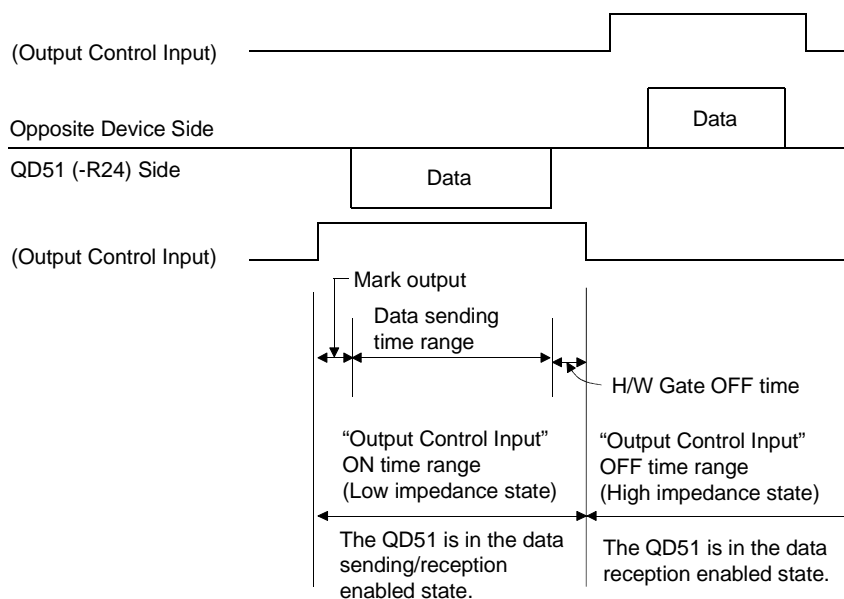 (Output Control Input)
Opposite Device Side
Data
QD51 (-R24) Side
Data
(Output Control Input)
Mark output
Data sending
time range
H/W Gate OFF time
“Output Control Input”
ON time range
(Low impedance state)
“Output Control Input”
OFF time range
(High impedance state)
The QD51 is in the data
sending/reception
enabled state.
The QD51 is in the data
reception enabled state.